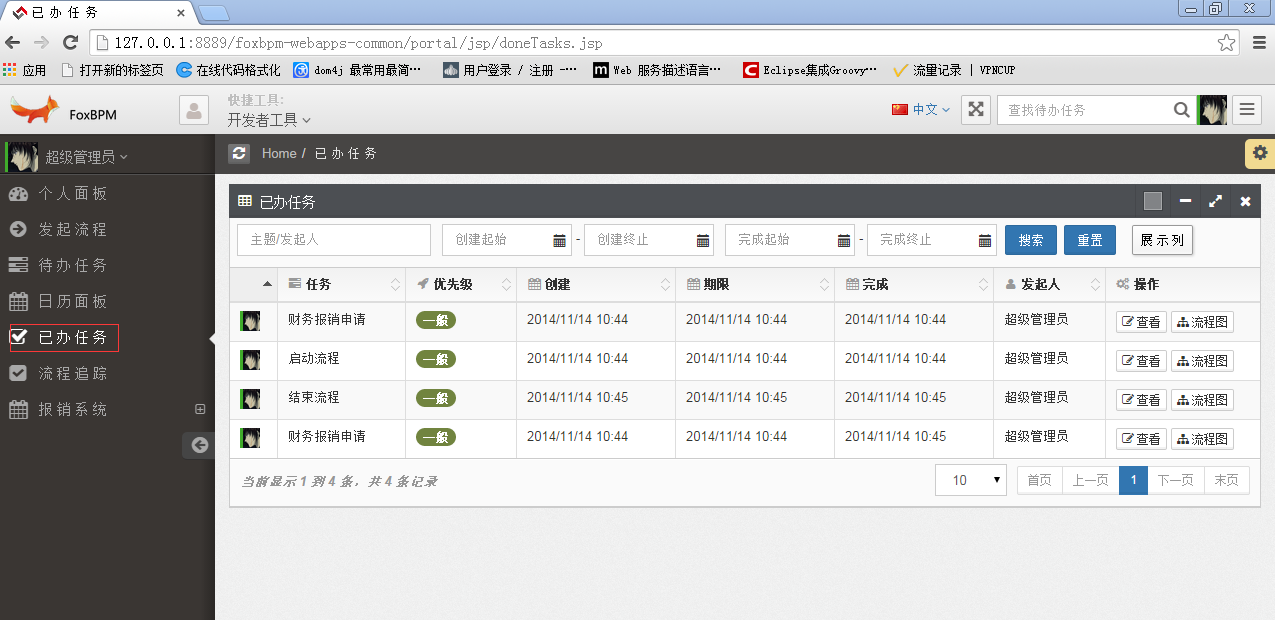 已 办 任 务
127.0.0.1:8889/foxbpm-webapps-common/portal/jsp/doneTasks.jsp
应用 打开新的标签页 在线代码格式化 dom4j 最常用最简… 用户登录 / 注册 -… m Web 服务描述语言… C Eclipse集成Groovy… 流量记录 | VPNCUP
FoxBPM
快捷工具:
开发者工具
中文 查找待办任务
超级管理员
Home / 已 办 任 务
个人面板
发起流程
待办任务
日历面板
已办任务
流程追踪
报销系统
已办任务
主题/发起人 创建起始 - 创建终止 完成起始 - 完成终止 搜索 重置 展示列
任务 优先级 创建 期限 完成 发起人 操作
财务报销申请 一般 2014/11/14 10:44 2014/11/14 10:44 2014/11/14 10:44 超级管理员 查看 流程图
启动流程 一般 2014/11/14 10:44 2014/11/14 10:44 2014/11/14 10:44 超级管理员 查看 流程图
结束流程 一般 2014/11/14 10:45 2014/11/14 10:45 2014/11/14 10:45 超级管理员 查看 流程图
财务报销申请 一般 2014/11/14 10:44 2014/11/14 10:44 2014/11/14 10:45 超级管理员 查看 流程图
当前显示 1 到 4 条，共 4 条记录 10 首页 上一页 1 下一页 末页